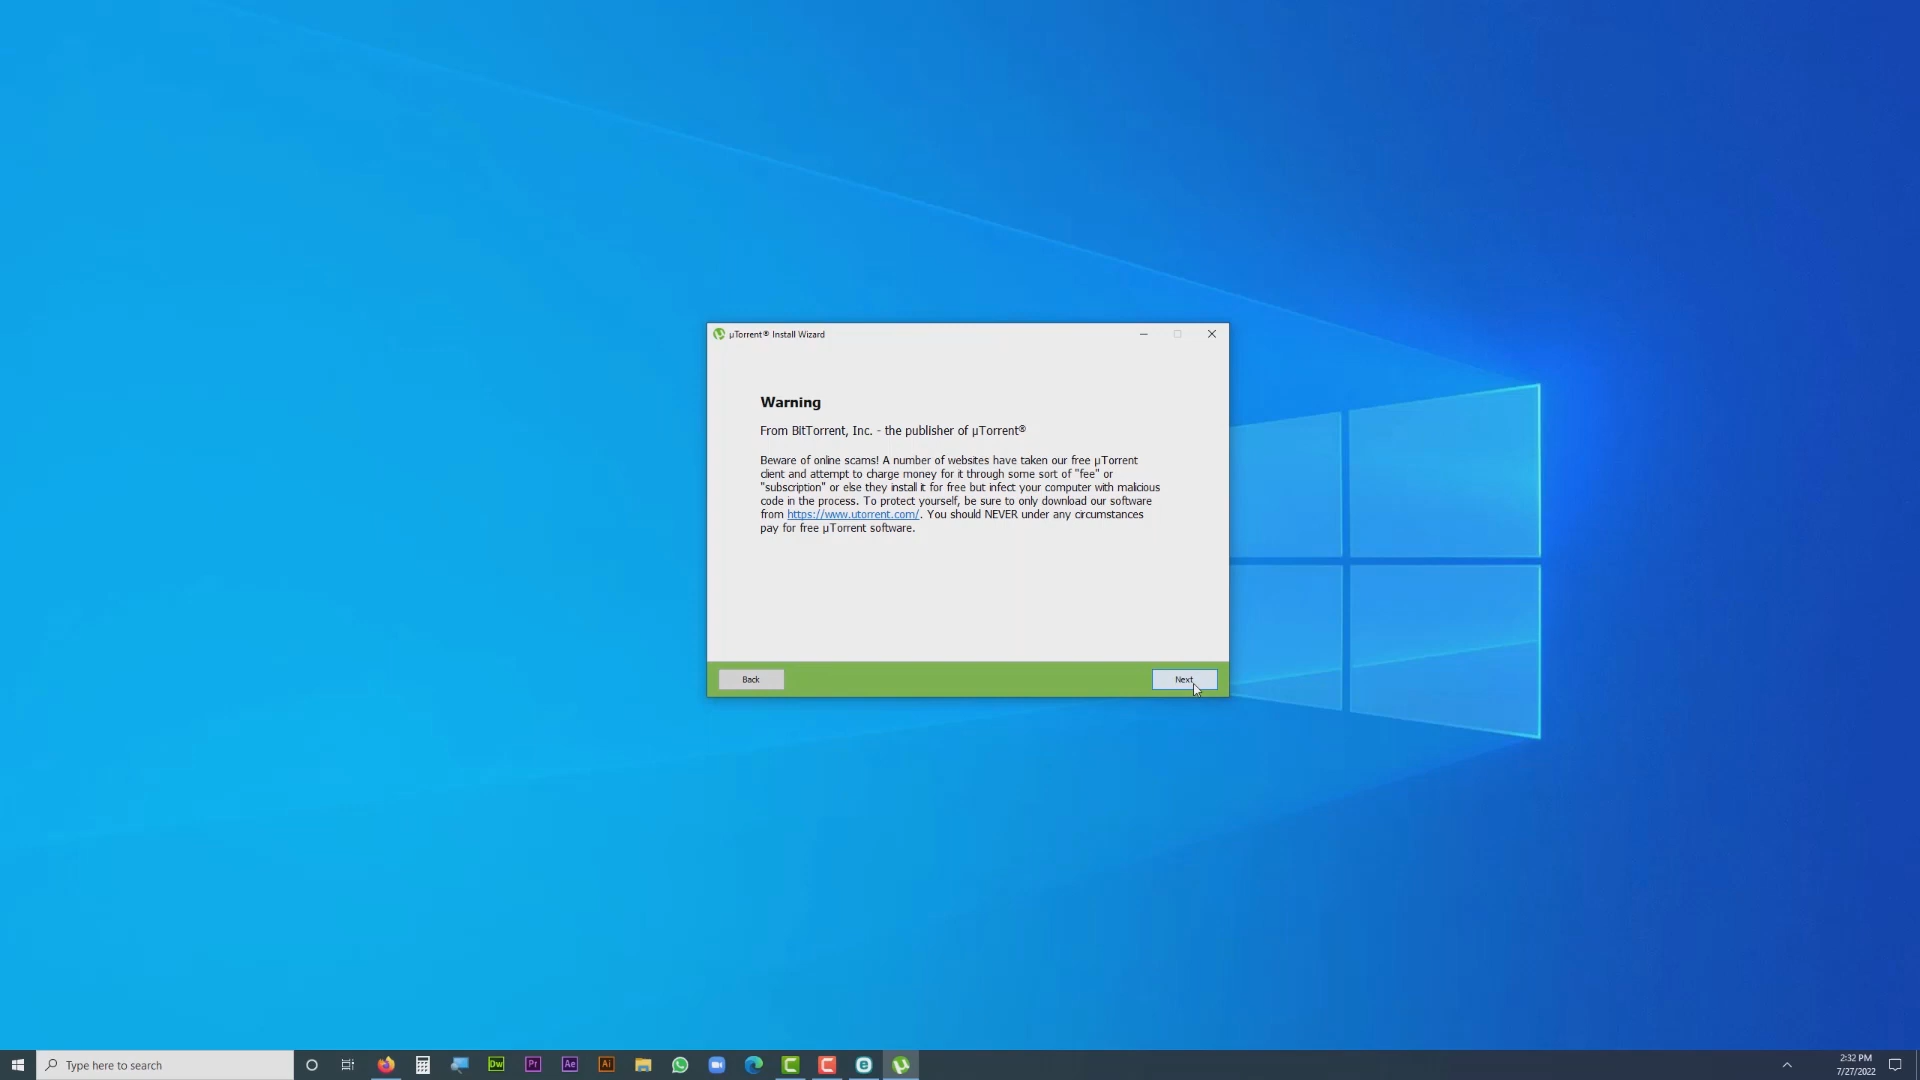 µTorrent® Install Wizard
Warning
From BitTorrent, Inc. - the publisher of µTorrent®
Beware of online scams! A number of websites have taken our free µTorrent
client and attempt to charge money for it through some sort of "fee" or
"subscription" or else they install it for free but infect your computer with malicious
code in the process. To protect yourself, be sure to only download our software
from https://www.utorrent.com/. You should NEVER under any circumstances
pay for free µTorrent software.
Back
Next
Type here to search
Dw
Pr
Ae
Ai
2:32 PM
7/27/2022